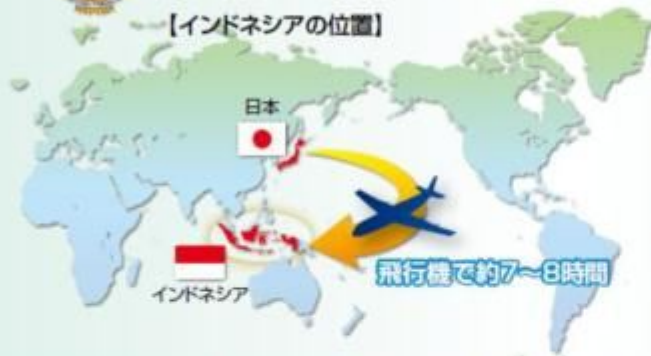 【インドネシアの位置】
日本
飛行機で約7〜8時間
インドネシア